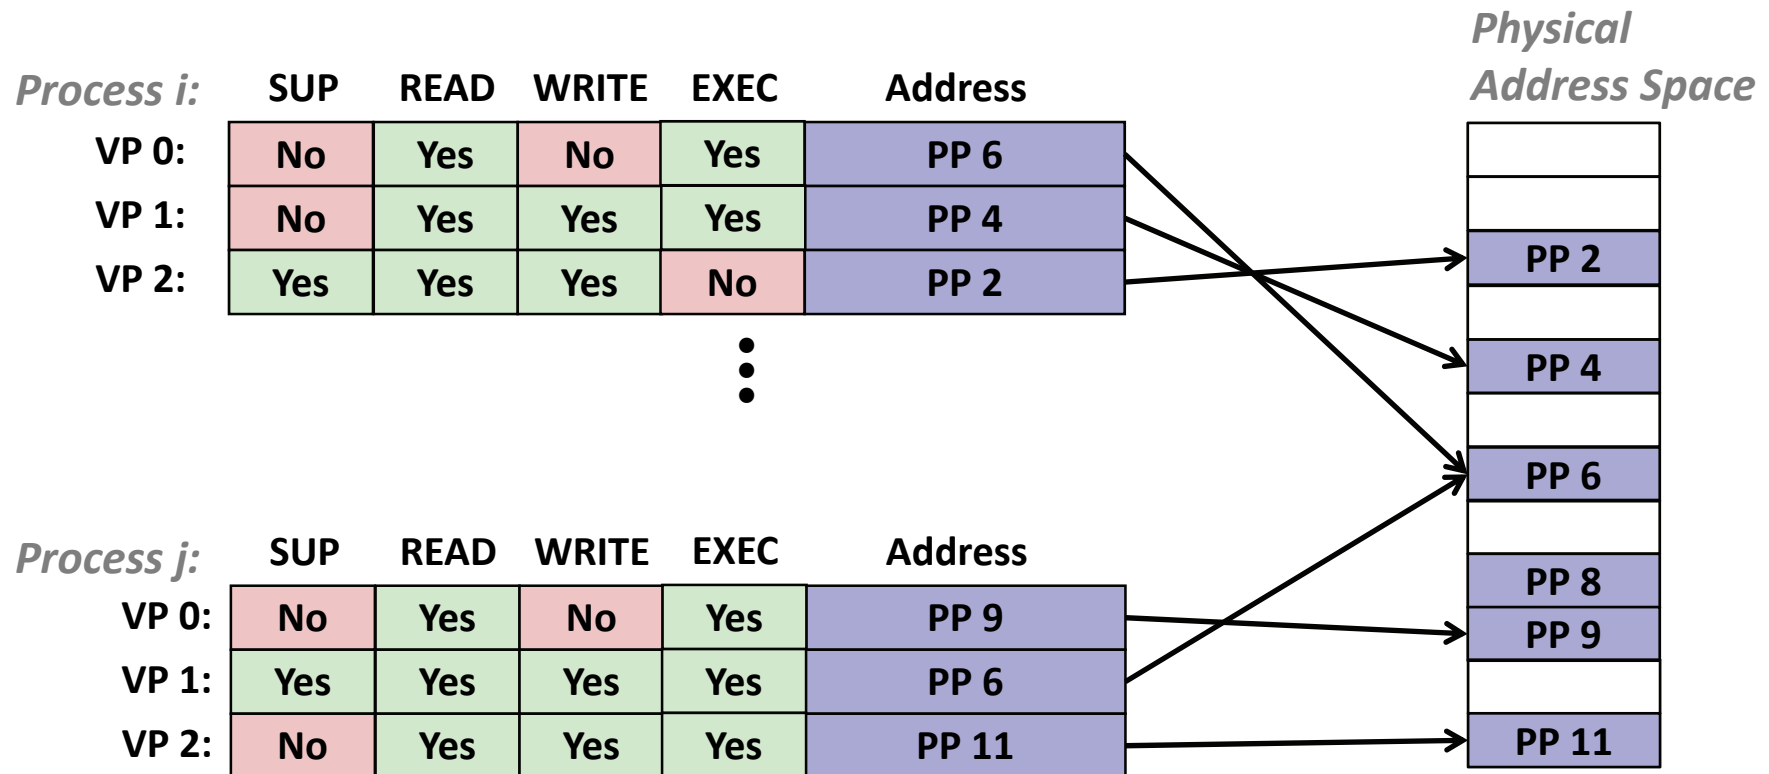 Physical
Address Space
Process i: SUP READ WRITE EXEC Address
VP 0: No Yes No Yes PP 6
VP 1: No Yes Yes Yes PP 4
VP 2: Yes Yes Yes No PP 2
PP 2
PP 4
PP 6
Process j: SUP READ WRITE EXEC Address
VP 0: No Yes No Yes PP 9
VP 1: Yes Yes Yes Yes PP 6
VP 2: No Yes Yes Yes PP 11
PP 8
PP 9
PP 11